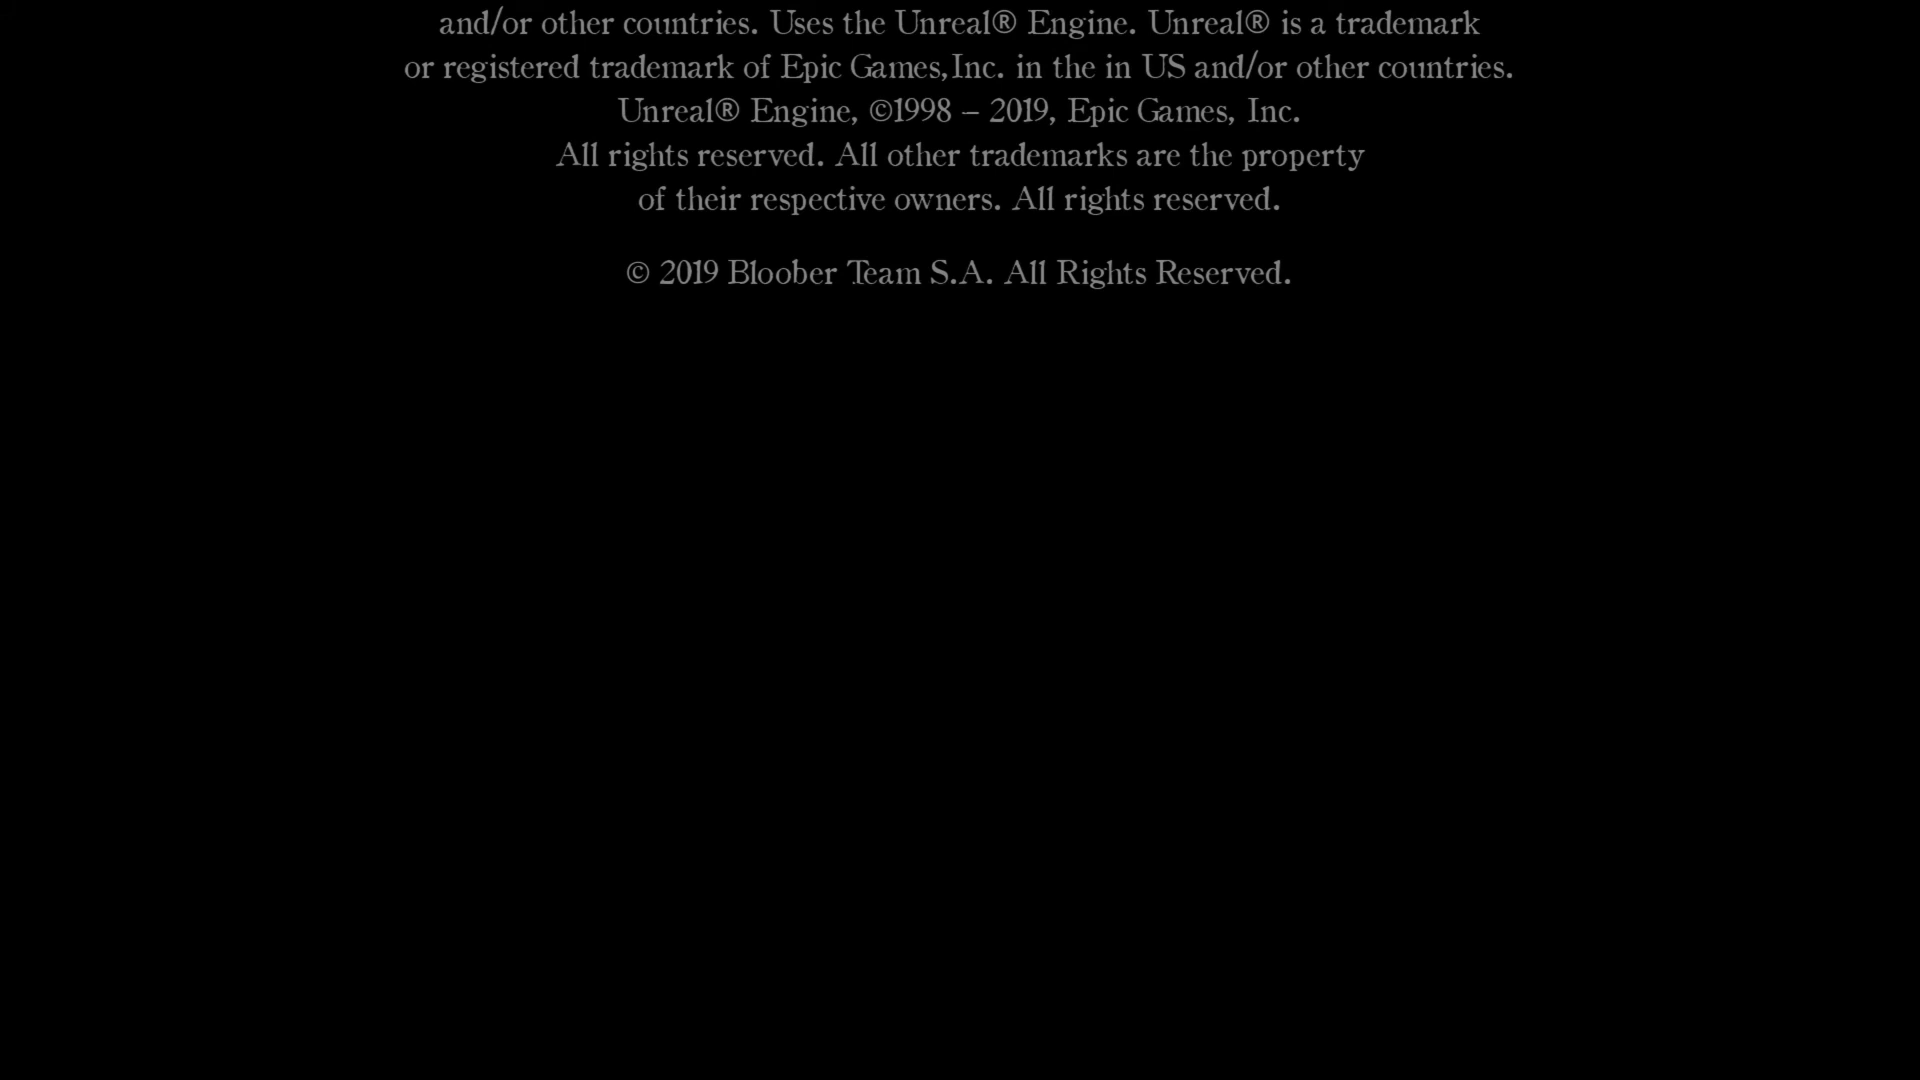 and/or other countries. Uses the Unreal® Engine. Unreal® is a trademark
or registered trademark of Epic Games,Inc. in the in US and/or other countries.
Unreal® Engine, ©1998 – 2019, Epic Games, Inc.
All rights reserved. All other trademarks are the property
of their respective owners. All rights reserved.
© 2019 Bloober Team S.A. All Rights Reserved.